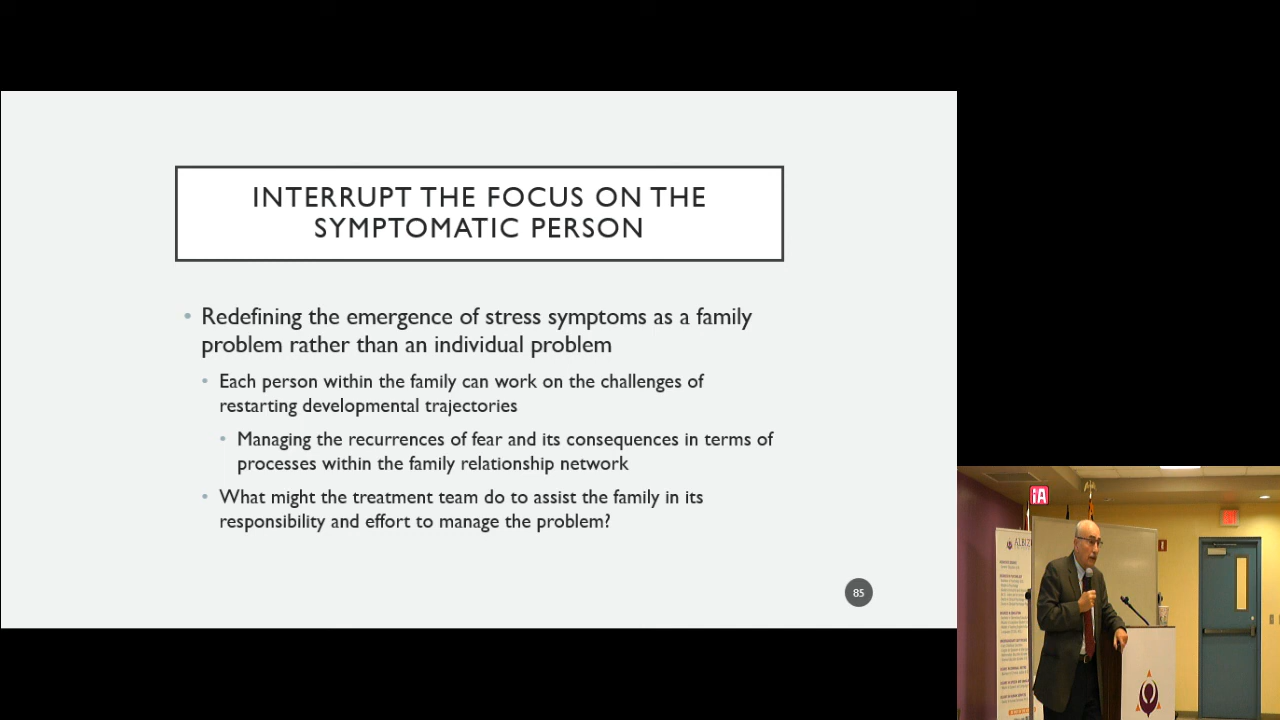 INTERRUPT THE FOCUS ON THE
SYMPTOMATIC PERSON
• Redefining the emergence of stress symptoms as a family
problem rather than an individual problem
• Each person within the family can work on the challenges of
restarting developmental trajectories
• Managing the recurrences of fear and its consequences in terms of
processes within the family relationship network
• What might the treatment team do to assist the family in its
responsibility and effort to manage the problem?
85
iA
ALBIZ